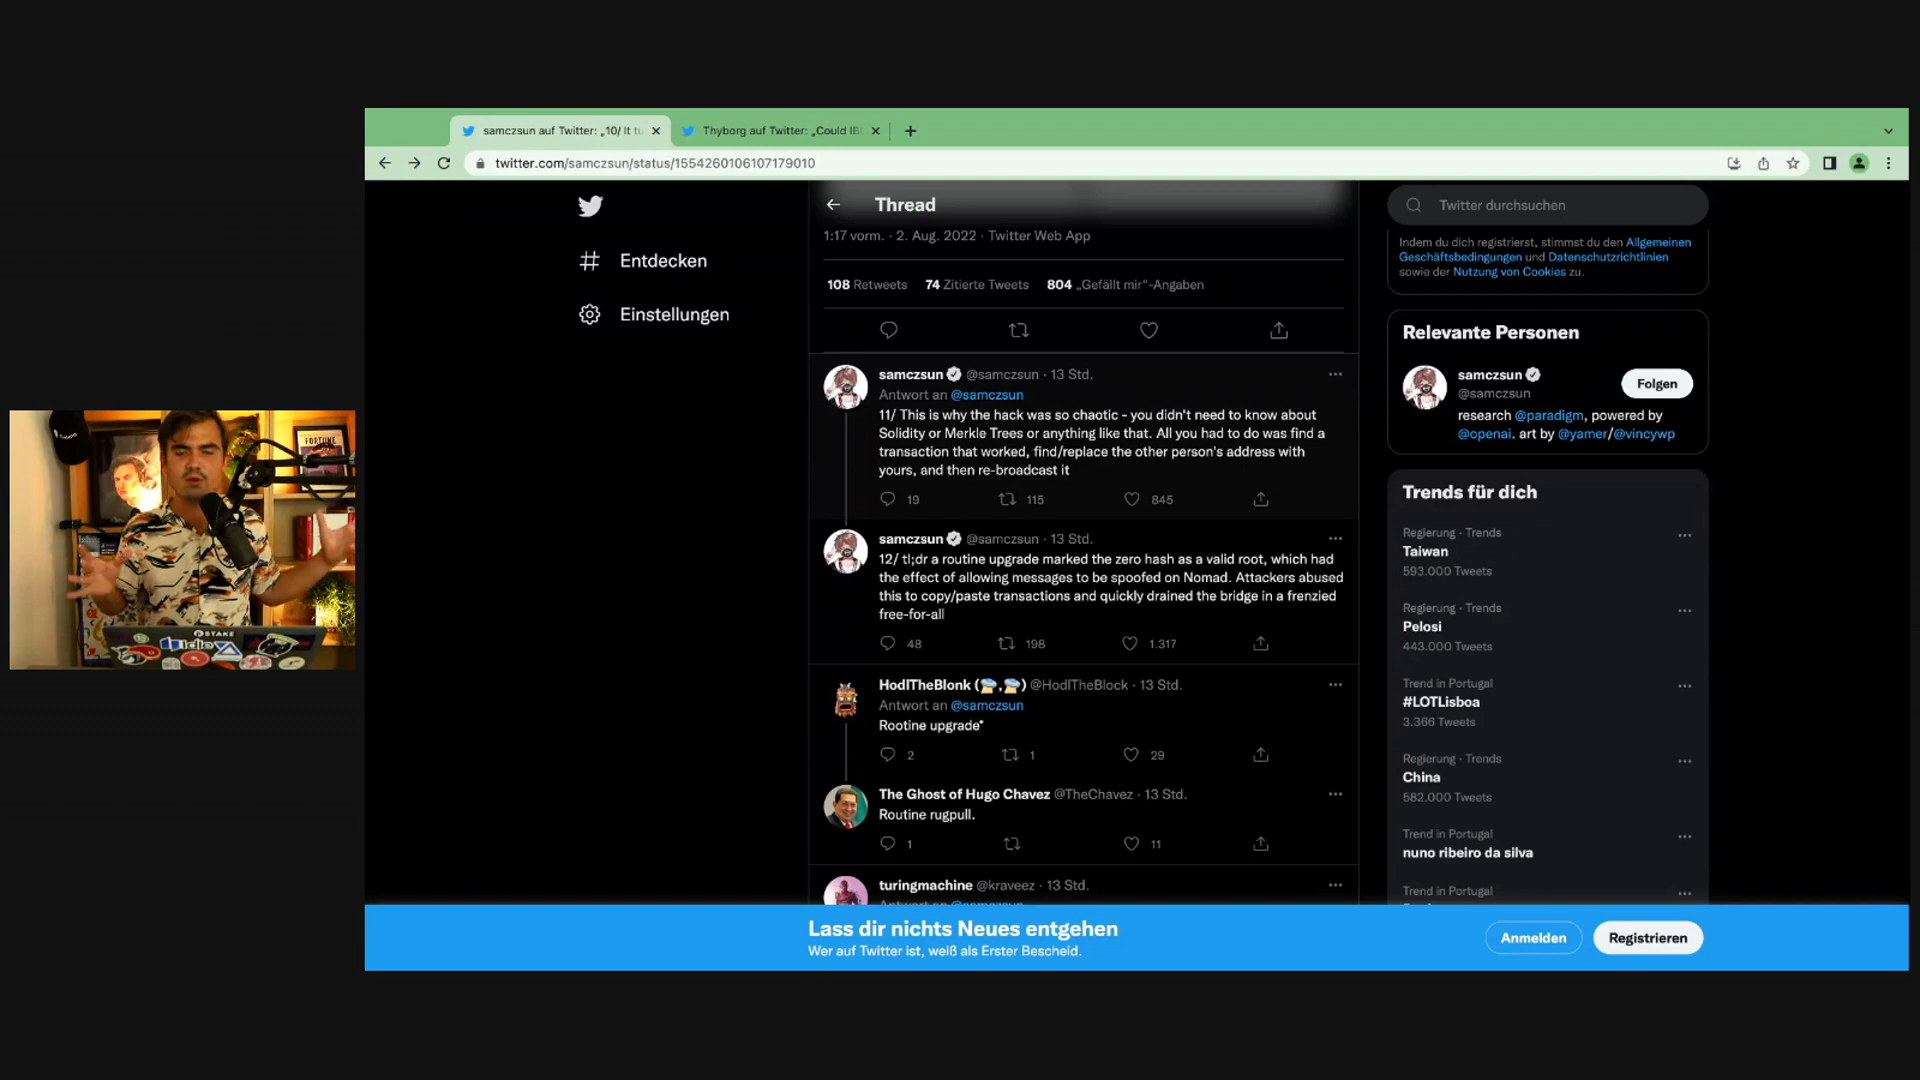 samczsun auf Twitter: „10/ It tu
Thyborg auf Twitter: „Could IBC
twitter.com/samczsun/status/1554260106107179010
Thread
Twitter durchsuchen
1:17 vorm. · 2. Aug. 2022 · Twitter Web App
108 Retweets 74 Zitierte Tweets 804 „Gefällt mir“-Angaben
Entdecken
Einstellungen
samczsun @samczsun · 13 Std.
Antwort an @samczsun
11/ This is why the hack was so chaotic - you didn't need to know about
Solidity or Merkle Trees or anything like that. All you had to do was find a
transaction that worked, find/replace the other person's address with
yours, and then re-broadcast it
19 115 845
samczsun @samczsun · 13 Std.
12/ tl;dr a routine upgrade marked the zero hash as a valid root, which had
the effect of allowing messages to be spoofed on Nomad. Attackers abused
this to copy/paste transactions and quickly drained the bridge in a frenzied
free-for-all
48 198 1.317
HodlTheBlonk (🌪,🌪) @HodlTheBlock · 13 Std.
Antwort an @samczsun
Rootine upgrade*
2 1 29
The Ghost of Hugo Chavez @TheChavez · 13 Std.
Routine rugpull.
1 11
turingmachine @kraveez · 13 Std.
Antwort an @samczsun
Indem du dich registrierst, stimmst du den Allgemeinen
Geschäftsbedingungen und Datenschutzrichtlinien
sowie der Nutzung von Cookies zu.
Relevante Personen
samczsun
@samczsun
Folgen
research @paradigm, powered by
@openai. art by @yamer/@vincywp
Trends für dich
Regierung · Trends
Taiwan
593.000 Tweets
Regierung · Trends
Pelosi
443.000 Tweets
Trend in Portugal
#LOTLisboa
3.366 Tweets
Regierung · Trends
China
582.000 Tweets
Trend in Portugal
nuno ribeiro da silva
Trend in Portugal
Lass dir nichts Neues entgehen
Wer auf Twitter ist, weiß als Erster Bescheid.
Anmelden
Registrieren
FORTUNE
STAKE